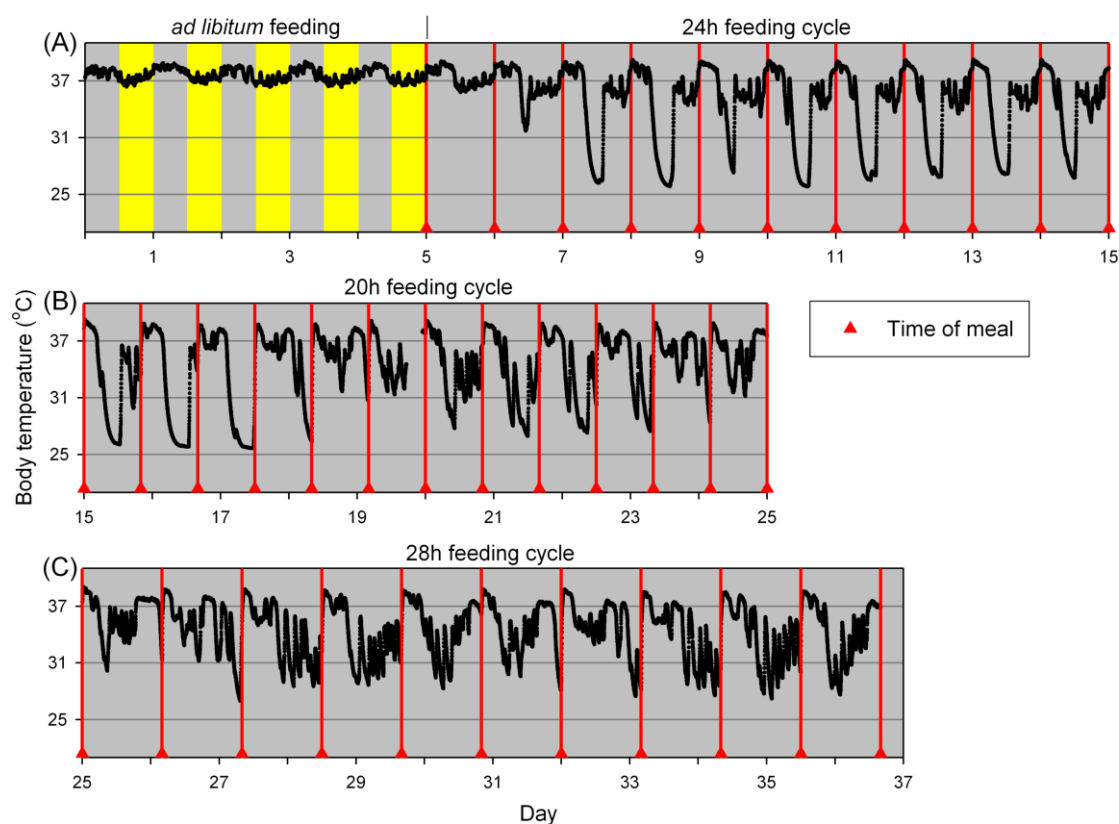 ad libitum feeding
24h feeding cycle
(A)
37
31
25
1 3 5 7 9 11 13 15
20h feeding cycle
(B)
37
31
25
15 17 19 21 23 25
Time of meal
Body temperature (°C)
28h feeding cycle
(C)
37
31
25
25 27 29 31 33 35 37
Day